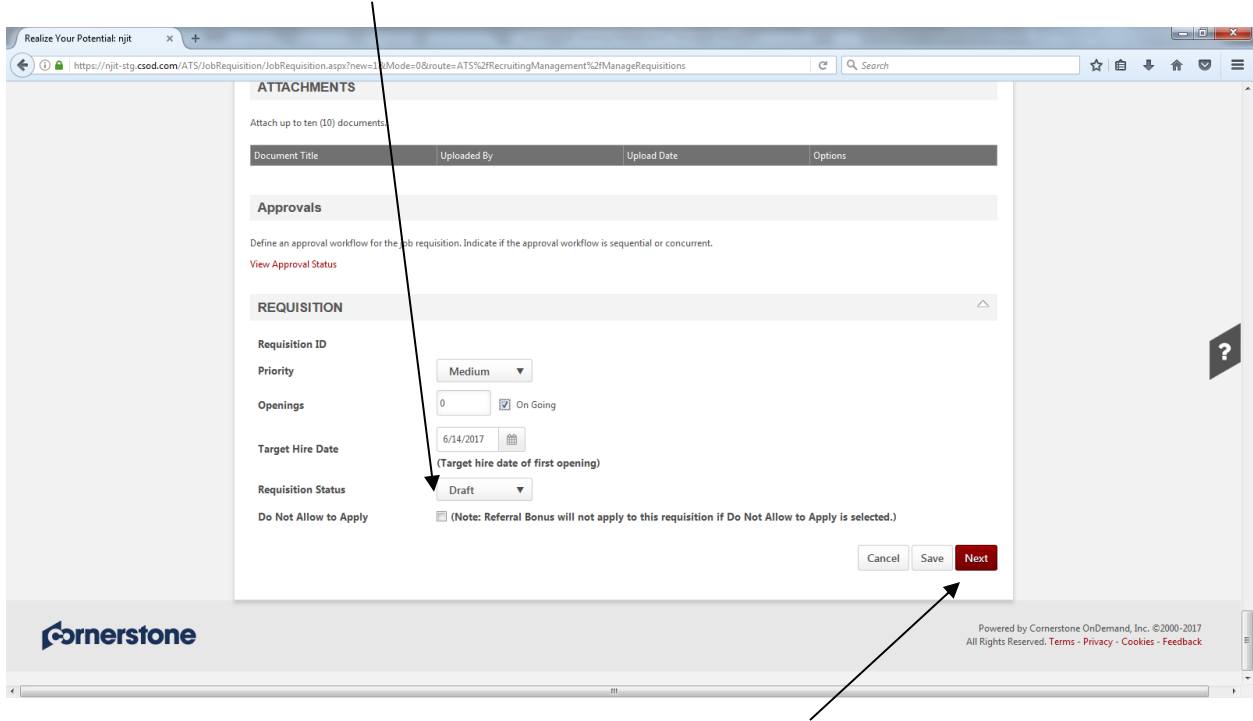 Realize Your Potential: njit × +
https://njit-stg.csod.com/ATS/JobRequisition/JobRequisition.aspx?new=1&Mode=0&route=ATS%2fRecruitingManagement%2fManageRequisitions Search
ATTACHMENTS
Attach up to ten (10) documents.
Document Title Uploaded By Upload Date Options
Approvals
Define an approval workflow for the job requisition. Indicate if the approval workflow is sequential or concurrent.
View Approval Status
REQUISITION
Requisition ID
Priority Medium
Openings 0 On Going
Target Hire Date 6/14/2017
(Target hire date of first opening)
Requisition Status Draft
Do Not Allow to Apply (Note: Referral Bonus will not apply to this requisition if Do Not Allow to Apply is selected.)
Cancel Save Next
?
cornerstone
Powered by Cornerstone OnDemand, Inc. ©2000-2017
All Rights Reserved. Terms - Privacy - Cookies - Feedback